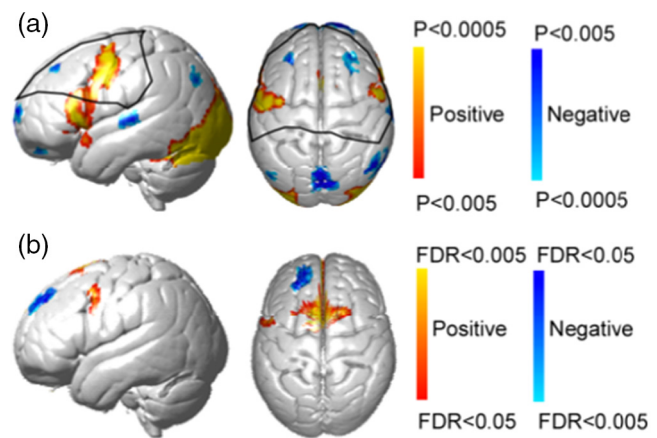 (a)
P<0.0005
Positive
P<0.005
P<0.005
Negative
P<0.0005
(b)
FDR<0.005
Positive
FDR<0.05
FDR<0.05
Negative
FDR<0.005